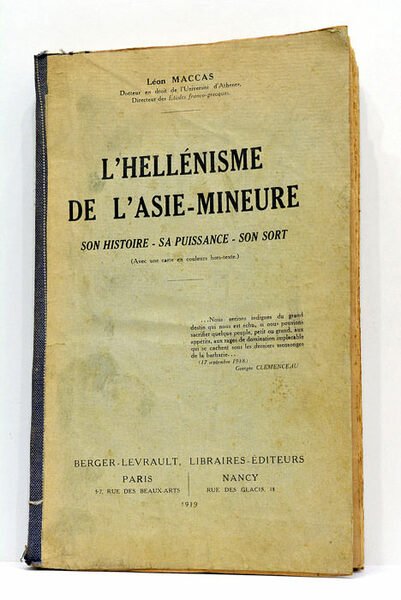 Léon MACCAS
Docteur en droit de l'Université d'Athènes,
Directeur des Études franco-grecques.
L'HELLÉNISME
DE L'ASIE-MINEURE
SON HISTOIRE - SA PUISSANCE - SON SORT
(Avec une carte en couleurs hors-texte.)
...Nous serions indignes du grand
destin qui nous est échu, si nous pouvions
sacrifier quelque peuple, petit ou grand, aux
appétits, aux rages de domination implacable
qui se cachent sous les derniers mensonges
de la barbarie...
(17 septembre 1918.)
Georges CLEMENCEAU
BERGER-LEVRAULT, LIBRAIRES-ÉDITEURS
PARIS NANCY
5-7, RUE DES BEAUX-ARTS RUE DES GLACIS, 18
1919